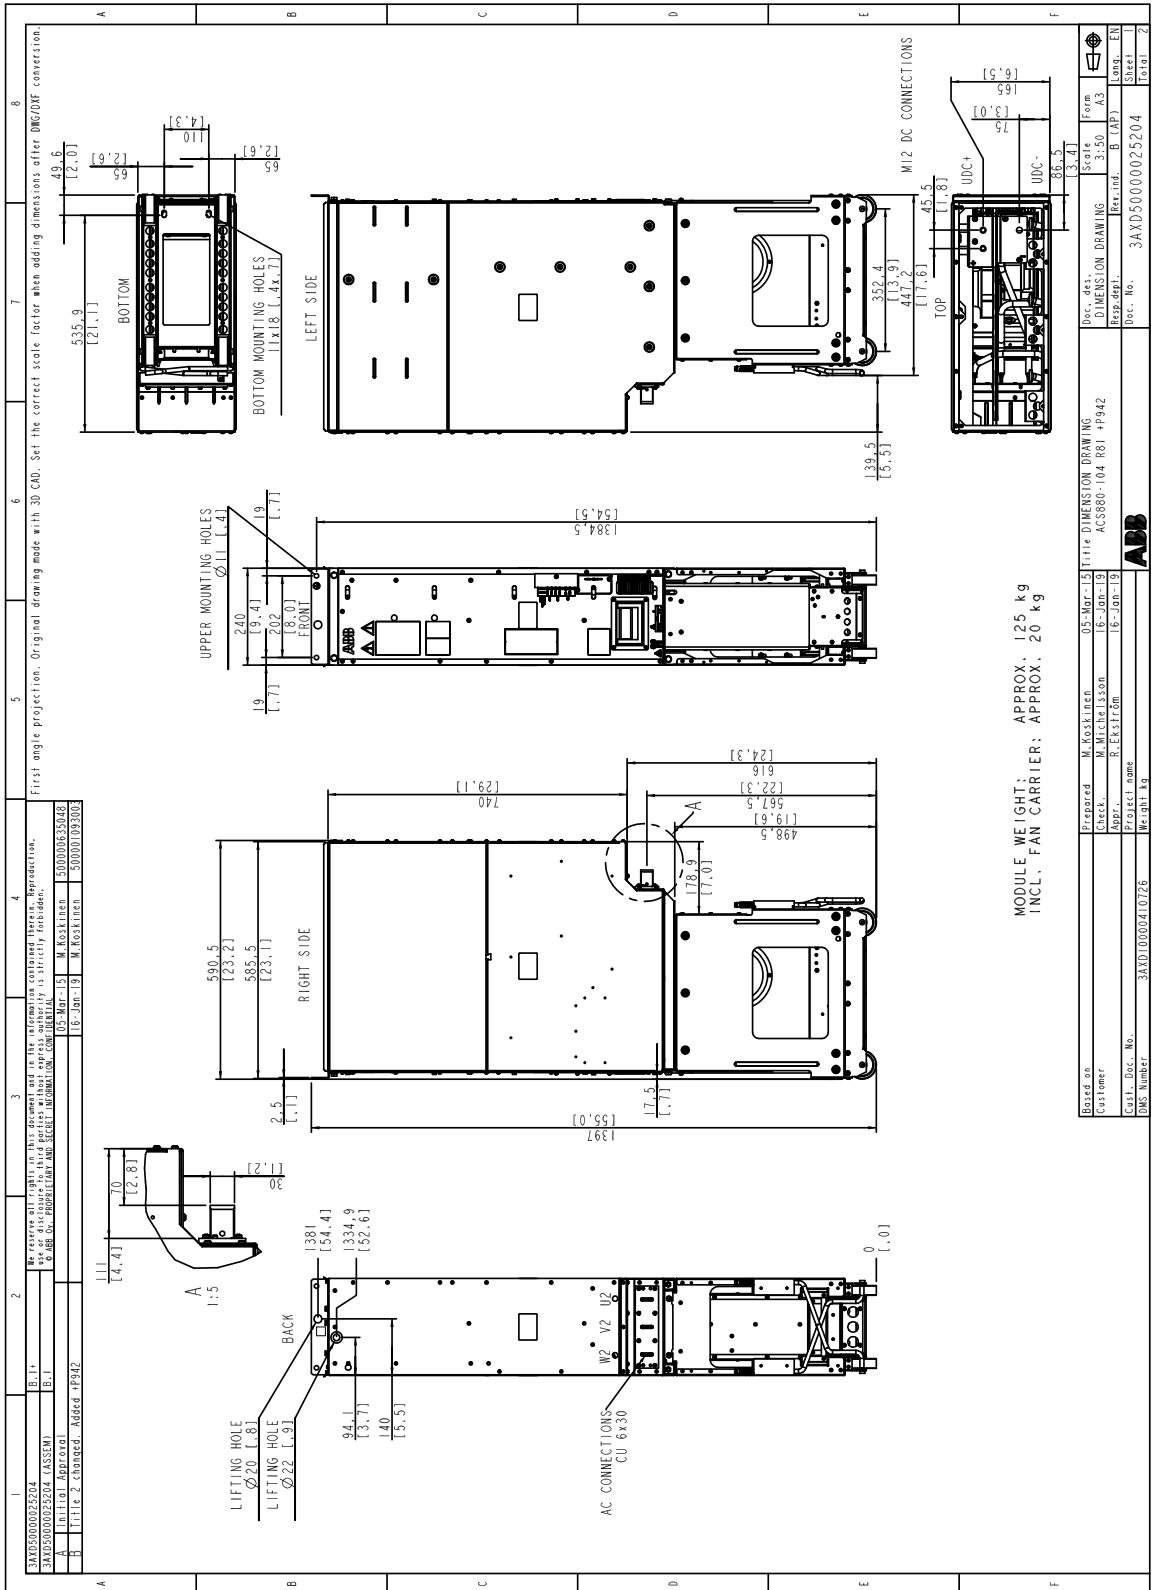 3AXD50000025204
B.1+
3AXD50000025204 (ASSEM)
B.1
A
Initial Approval
05-Mar-15
M.Koskinen
500000635048
B
Title 2 changed. Added +P942
16-Jan-19
M.Koskinen
500001093003
We reserve all rights in this document and in the information contained therein. Reproduction,
use or disclosure to third parties without express authority is strictly forbidden.
© ABB Oy. PROPRIETARY AND SECRET INFORMATION. CONFIDENTIAL
First angle projection. Original drawing made with 3D CAD. Set the correct scale factor when adding dimensions after DWG/DXF conversion.
1 2 3 4 5 6 7 8
A B C D E F
A B C D E F
111
[4.4]
70
[2.8]
30
[1.2]
A
1:5
LIFTING HOLE
Ø20 [.8]
LIFTING HOLE
Ø22 [.9]
BACK
1381
[54.4]
1334,9
[52.6]
94,1
[3.7]
140
[5.5]
W2 V2 U2
AC CONNECTIONS
CU 6x30
0
[.0]
590,5
[23.2]
585,5
[23.1]
2,5
[.1]
RIGHT SIDE
1397
[55.0]
17,5
[.7]
740
[29.1]
616
[24.3]
567,5
[22.3]
498,5
[19.6]
178,9
[7.0]
A
UPPER MOUNTING HOLES
Ø11 [.4]
240
[9.4]
202
[8.0]
19
[.7]
19
[.7]
FRONT
ABB
1384,5
[54.5]
535,9
[21.1]
49,6
[2.0]
65
[2.6]
110
[4.3]
65
[2.6]
BOTTOM
BOTTOM MOUNTING HOLES
11x18 [.4x.7]
LEFT SIDE
139,5
[5.5]
352,4
[13.9]
447,2
[17.6]
M12 DC CONNECTIONS
TOP
45,5
[1.8]
86,5
[3.4]
UDC+
UDC-
75
[3.0]
165
[6.5]
MODULE WEIGHT: APPROX. 125 kg
INCL. FAN CARRIER: APPROX. 20 kg
Based on
Customer
Cust. Doc. No.
DMS Number
3AXD10000410726
Prepared
M.Koskinen
05-Mar-15
Check.
M.Michelsson
16-Jan-19
Appr.
R.Ekström
16-Jan-19
Project name
Weight kg
Title
DIMENSION DRAWING
ACS880-104 R8I +P942
ABB
Doc. des.
DIMENSION DRAWING
Resp.dept.
Doc. No.
3AXD50000025204
Scale
3:50
Form
A3
Rev.ind.
B (AP)
Lang.
EN
Sheet
1
Total
2